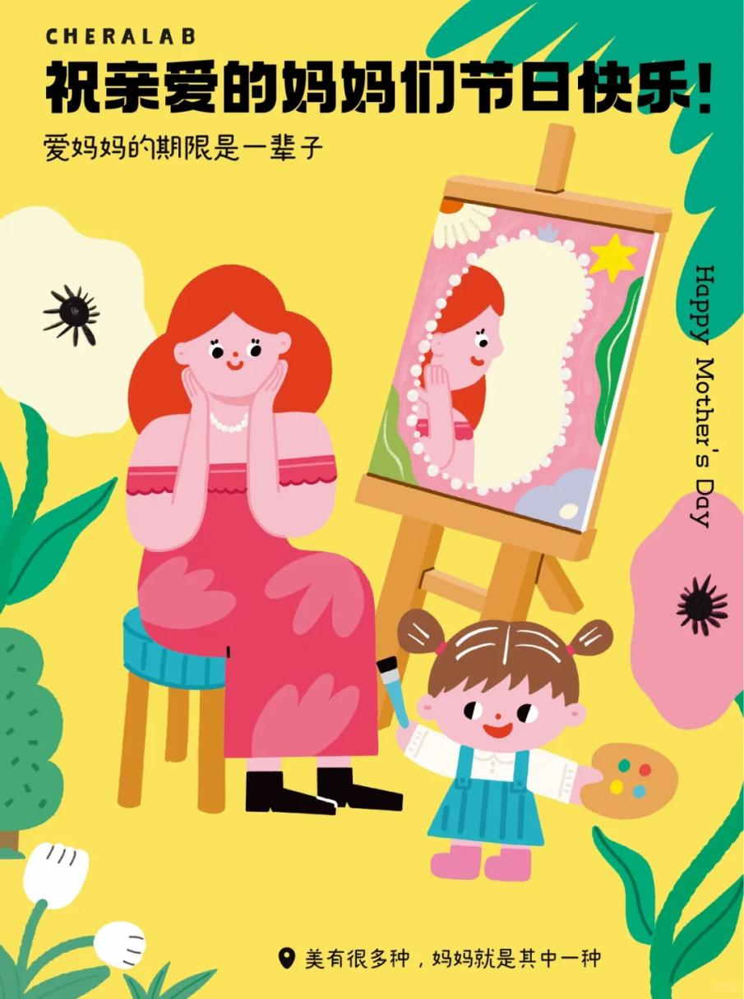 CHERALAB
祝亲爱的妈妈们节日快乐!
爱妈妈的期限是一辈子
Happy Mother's Day
美有很多种，妈妈就是其中一种